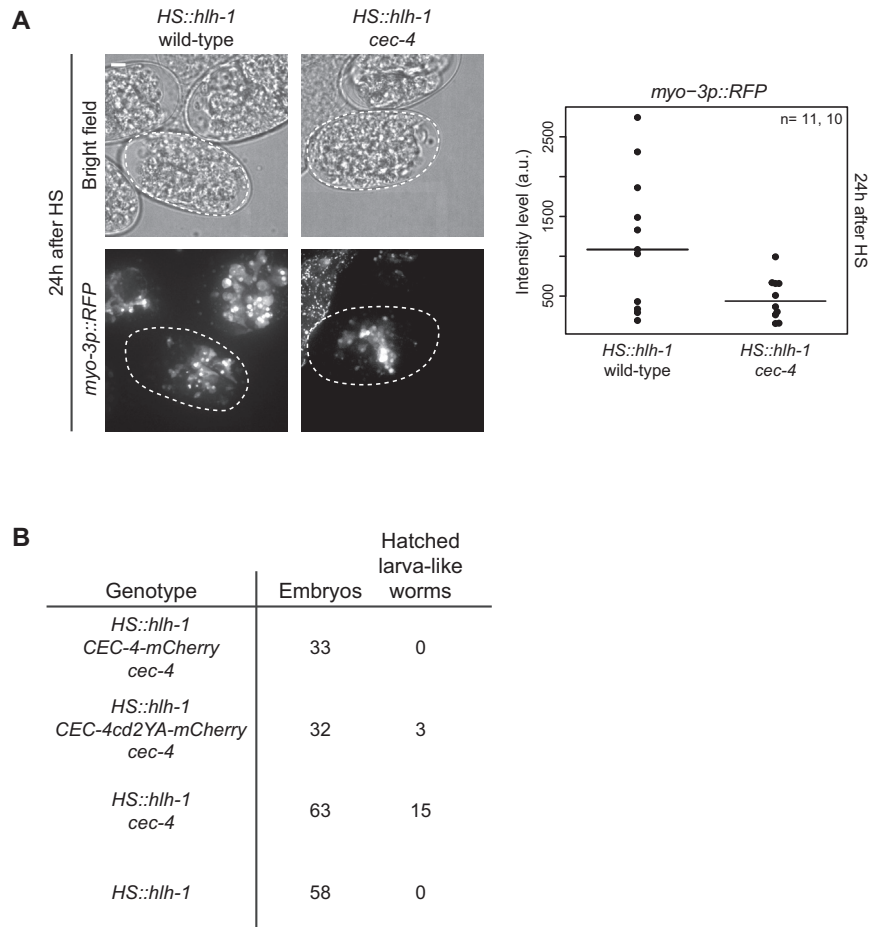 A
HS::hlh-1
wild-type
HS::hlh-1
cec-4
24h after HS
Bright field
myo-3p::RFP
myo−3p::RFP
n= 11, 10
Intensity level (a.u.)
2500
1500
500
24h after HS
HS::hlh-1
wild-type
HS::hlh-1
cec-4
B
Genotype
Embryos
Hatched
larva-like
worms
HS::hlh-1
CEC-4-mCherry
cec-4
33
0
HS::hlh-1
CEC-4cd2YA-mCherry
cec-4
32
3
HS::hlh-1
cec-4
63
15
HS::hlh-1
58
0